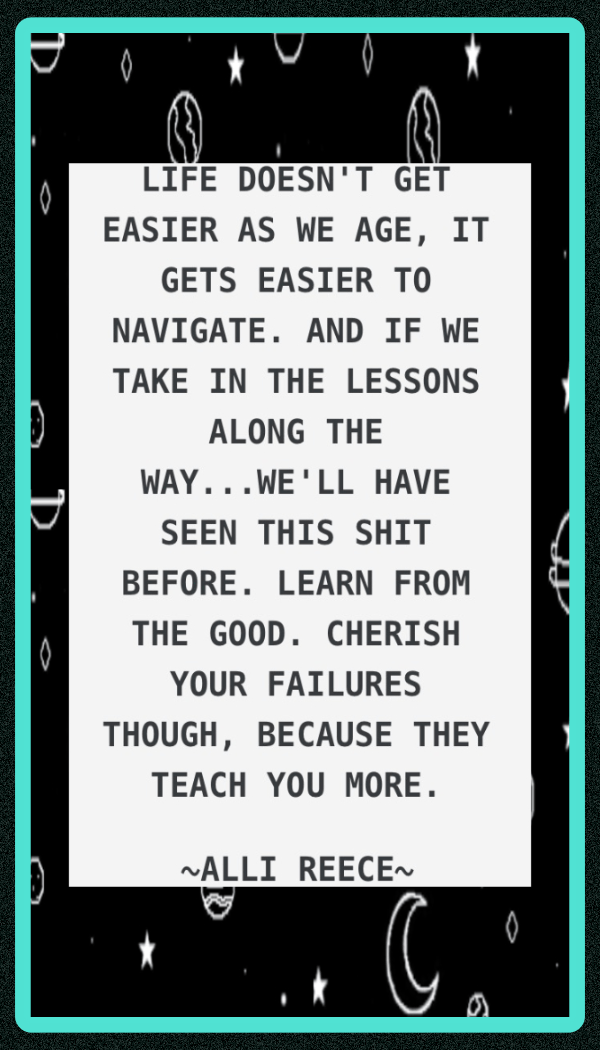 LIFE DOESN'T GET
EASIER AS WE AGE, IT
GETS EASIER TO
NAVIGATE. AND IF WE
TAKE IN THE LESSONS
ALONG THE
WAY...WE'LL HAVE
SEEN THIS SHIT
BEFORE. LEARN FROM
THE GOOD. CHERISH
YOUR FAILURES
THOUGH, BECAUSE THEY
TEACH YOU MORE.
~ALLI REECE~